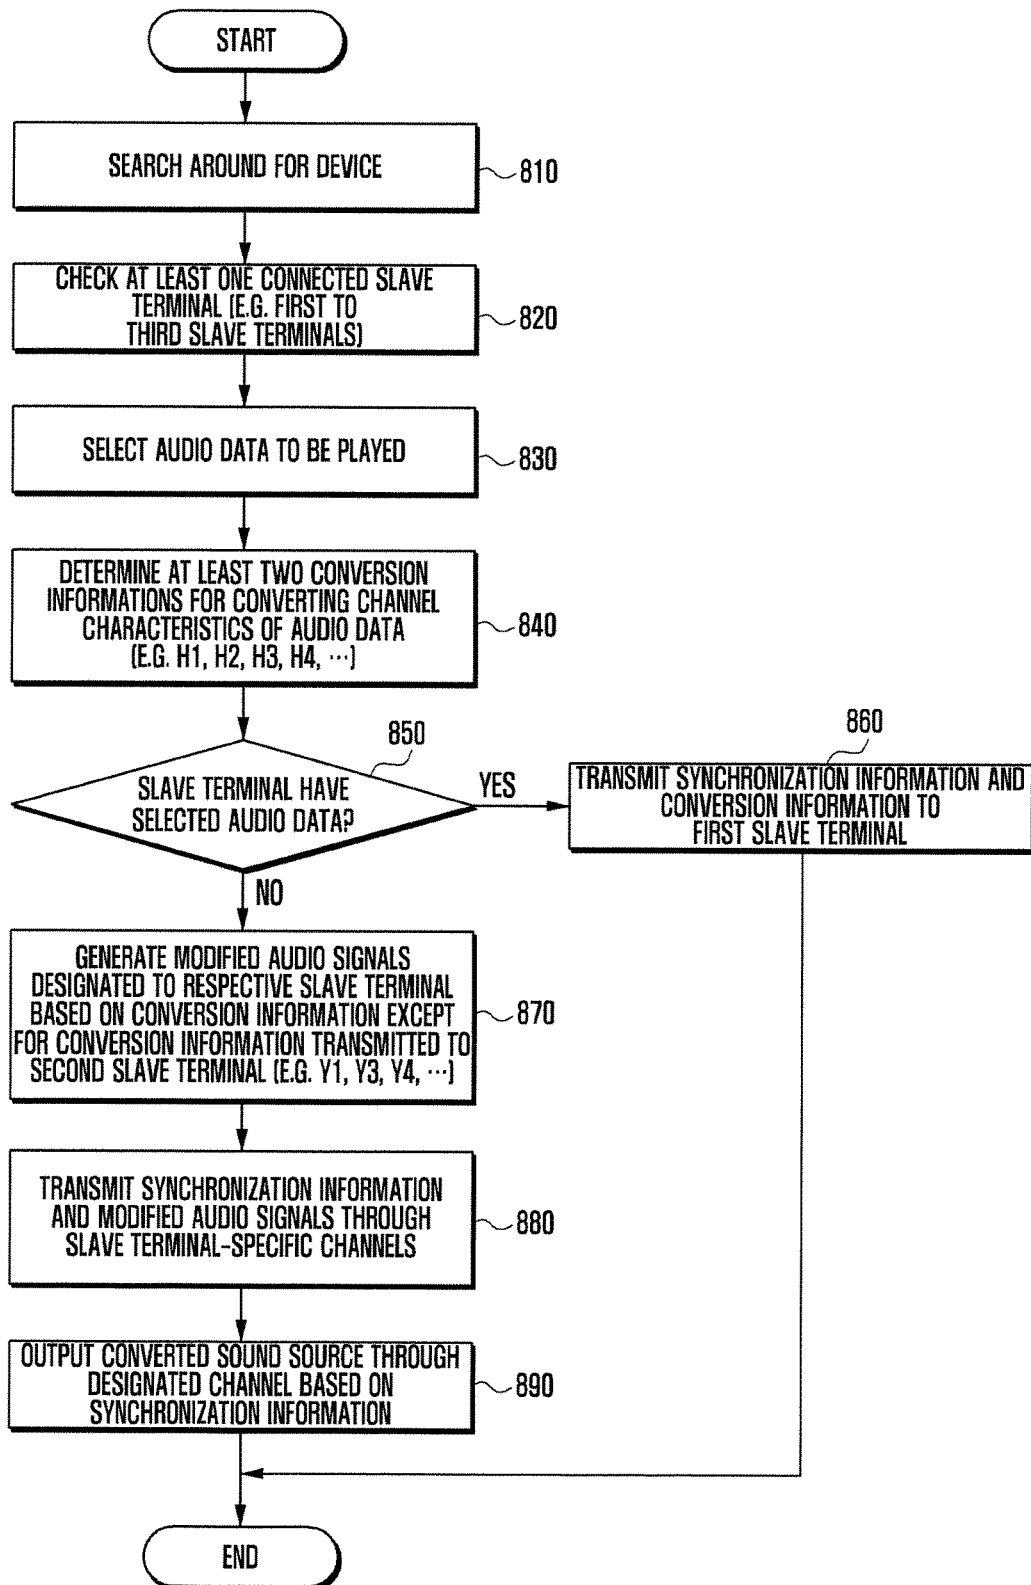 START
SEARCH AROUND FOR DEVICE
810
CHECK AT LEAST ONE CONNECTED SLAVE
TERMINAL (E.G. FIRST TO
THIRD SLAVE TERMINALS)
820
SELECT AUDIO DATA TO BE PLAYED
830
DETERMINE AT LEAST TWO CONVERSION
INFORMATIONS FOR CONVERTING CHANNEL
CHARACTERISTICS OF AUDIO DATA
(E.G. H1, H2, H3, H4, ···)
840
850
SLAVE TERMINAL HAVE
SELECTED AUDIO DATA?
YES
860
TRANSMIT SYNCHRONIZATION INFORMATION AND
CONVERSION INFORMATION TO
FIRST SLAVE TERMINAL
NO
GENERATE MODIFIED AUDIO SIGNALS
DESIGNATED TO RESPECTIVE SLAVE TERMINAL
BASED ON CONVERSION INFORMATION EXCEPT
FOR CONVERSION INFORMATION TRANSMITTED TO
SECOND SLAVE TERMINAL (E.G. Y1, Y3, Y4, ···)
870
TRANSMIT SYNCHRONIZATION INFORMATION
AND MODIFIED AUDIO SIGNALS THROUGH
SLAVE TERMINAL-SPECIFIC CHANNELS
880
OUTPUT CONVERTED SOUND SOURCE THROUGH
DESIGNATED CHANNEL BASED ON
SYNCHRONIZATION INFORMATION
890
END